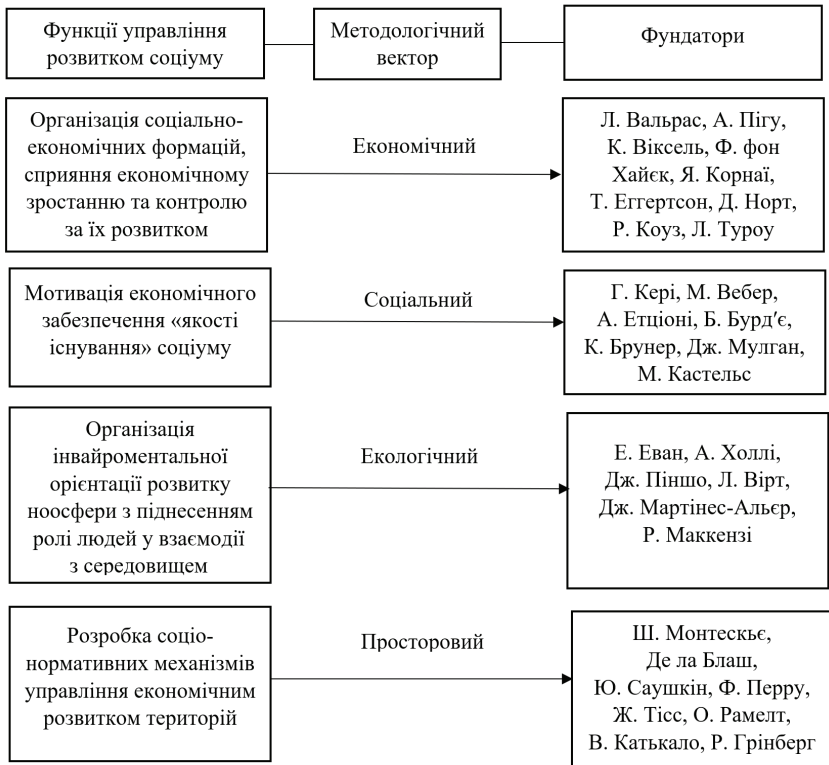 Функції управління
розвитком соціуму
Методологічний
вектор
Фундатори
Організація соціально-
економічних формацій,
сприяння економічному
зростанню та контролю
за їх розвитком
Економічний
Л. Вальрас, А. Пігу,
К. Віксель, Ф. фон
Хайєк, Я. Корнаї,
Т. Еггертсон, Д. Норт,
Р. Коуз, Л. Туроу
Мотивація економічного
забезпечення «якості
існування» соціуму
Соціальний
Г. Кері, М. Вебер,
А. Етціоні, Б. Бурд′є,
К. Брунер, Дж. Мулган,
М. Кастельс
Організація
інвайроментальної
орієнтації розвитку
ноосфери з піднесенням
ролі людей у взаємодії
з середовищем
Екологічний
Е. Еван, А. Холлі,
Дж. Піншо, Л. Вірт,
Дж. Мартінес-Альєр,
Р. Маккензі
Розробка соціо-
нормативних механізмів
управління економічним
розвитком територій
Просторовий
Ш. Монтескьє,
Де ла Блаш,
Ю. Саушкін, Ф. Перру,
Ж. Тісс, О. Рамелт,
В. Катькало, Р. Грінберг